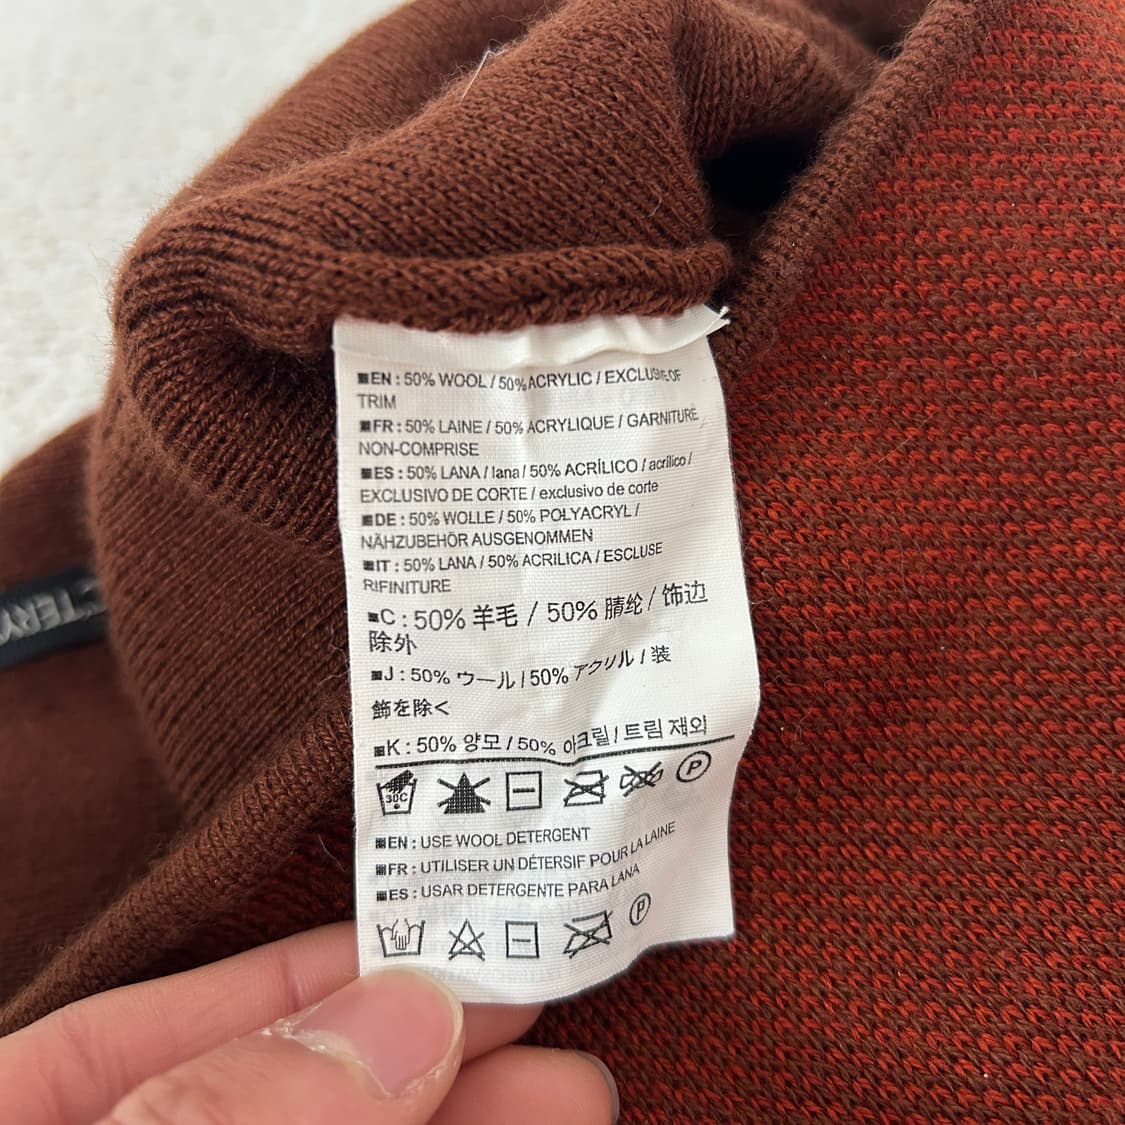 EN : 50% WOOL / 50% ACRYLIC / EXCLUSIVE OF
TRIM
FR : 50% LAINE / 50% ACRYLIQUE / GARNITURE
NON-COMPRISE
ES : 50% LANA / lana / 50% ACRÍLICO / acrílico /
EXCLUSIVO DE CORTE / exclusivo de corte
DE : 50% WOLLE / 50% POLYACRYL /
NÄHZUBEHÖR AUSGENOMMEN
IT : 50% LANA / 50% ACRILICA / ESCLUSE
RIFINITURE
C : 50% 羊毛 / 50% 腈纶 / 饰边
除外
J : 50% ウール / 50% アクリル / 装
飾を除く
K : 50% 양모 / 50% 아크릴 / 트림 제외
30C
P
EN : USE WOOL DETERGENT
FR : UTILISER UN DÉTERSIF POUR LA LAINE
ES : USAR DETERGENTE PARA LANA
P